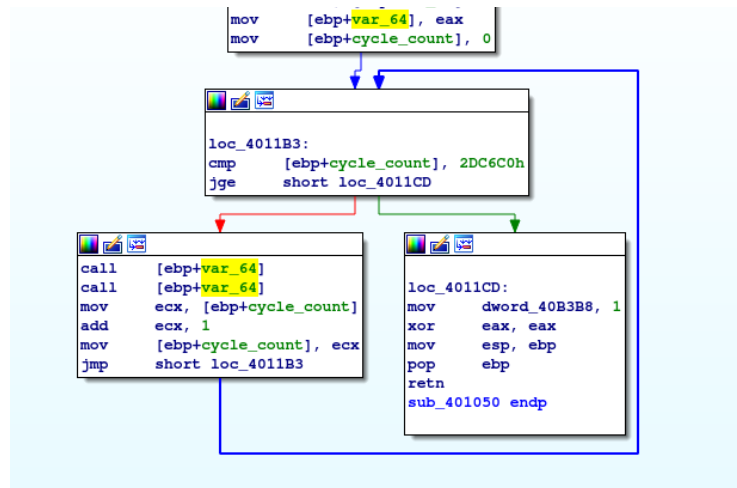 mov     [ebp+var_64], eax
mov     [ebp+cycle_count], 0
loc_4011B3:
cmp     [ebp+cycle_count], 2DC6C0h
jge     short loc_4011CD
call    [ebp+var_64]
call    [ebp+var_64]
mov     ecx, [ebp+cycle_count]
add     ecx, 1
mov     [ebp+cycle_count], ecx
jmp     short loc_4011B3
loc_4011CD:
mov     dword_40B3B8, 1
xor     eax, eax
mov     esp, ebp
pop     ebp
retn
sub_401050 endp